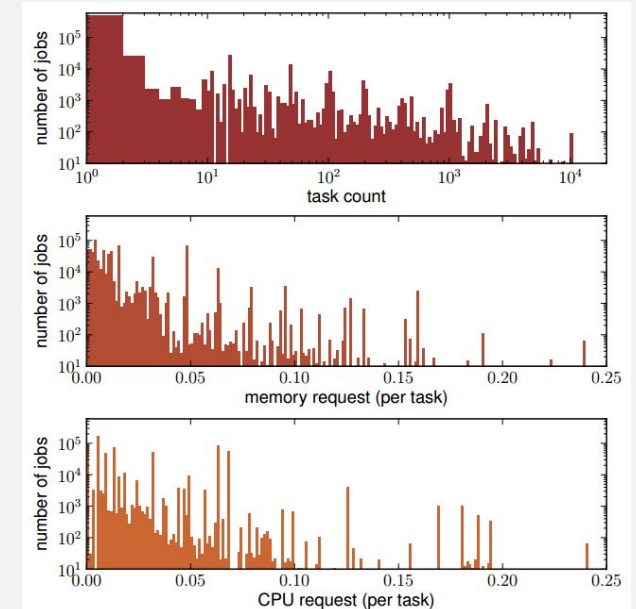 number of jobs
10^5
10^4
10^3
10^2
10^1
10^0 10^1 10^2 10^3 10^4
task count
number of jobs
10^5
10^4
10^3
10^2
10^1
0.00 0.05 0.10 0.15 0.20 0.25
memory request (per task)
number of jobs
10^5
10^4
10^3
10^2
10^1
0.00 0.05 0.10 0.15 0.20 0.25
CPU request (per task)